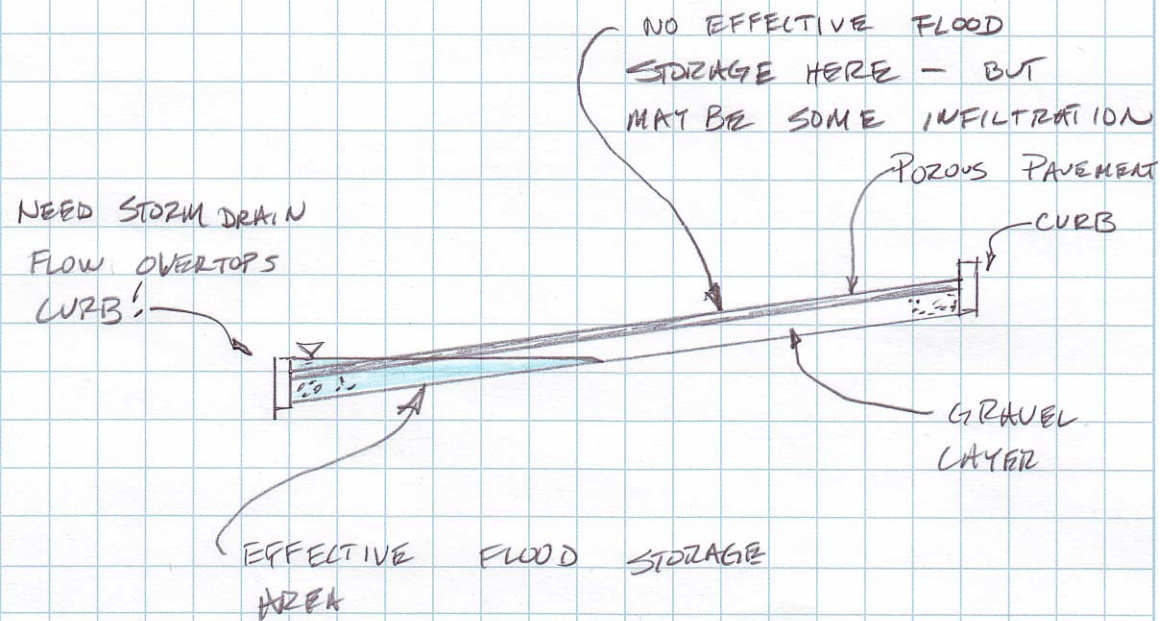 NO EFFECTIVE FLOOD
STORAGE HERE - BUT
MAY BE SOME INFILTRATION
POROUS PAVEMENT
CURB
NEED STORM DRAIN
FLOW OVERTOPS
CURB!
GRAVEL
LAYER
EFFECTIVE FLOOD STORAGE
AREA